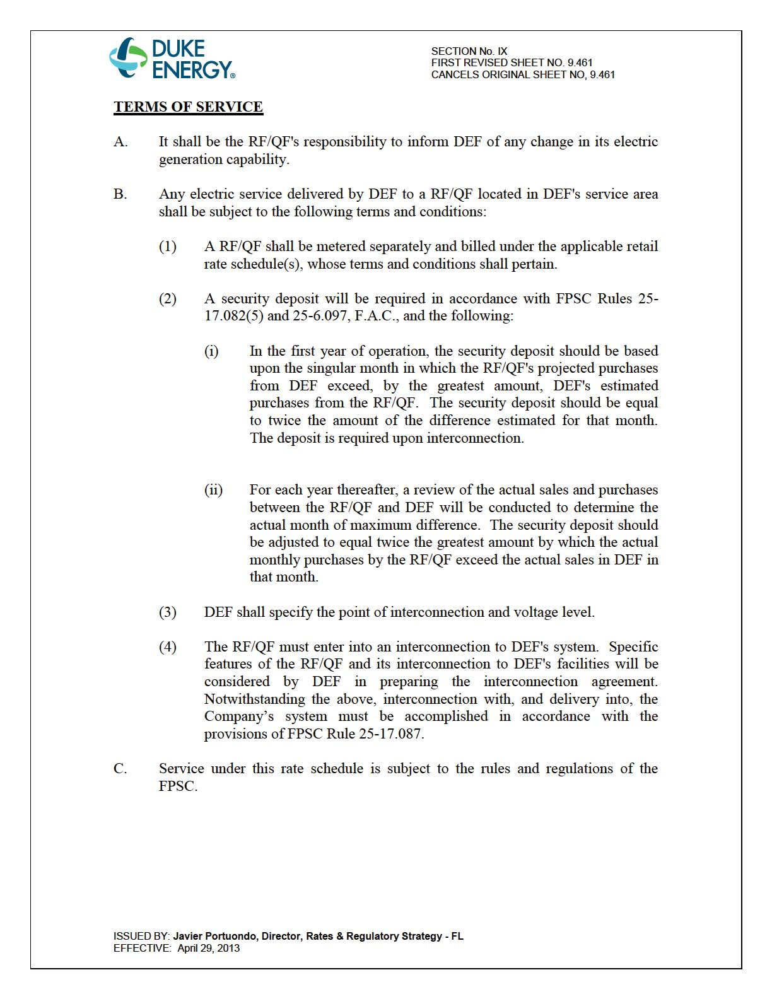 DUKE
ENERGY®
SECTION No. IX
FIRST REVISED SHEET NO. 9.461
CANCELS ORIGINAL SHEET NO, 9.461
TERMS OF SERVICE
A. It shall be the RF/QF's responsibility to inform DEF of any change in its electric
generation capability.
B. Any electric service delivered by DEF to a RF/QF located in DEF's service area
shall be subject to the following terms and conditions:
(1) A RF/QF shall be metered separately and billed under the applicable retail
rate schedule(s), whose terms and conditions shall pertain.
(2) A security deposit will be required in accordance with FPSC Rules 25-
17.082(5) and 25-6.097, F.A.C., and the following:
(i) In the first year of operation, the security deposit should be based
upon the singular month in which the RF/QF's projected purchases
from DEF exceed, by the greatest amount, DEF's estimated
purchases from the RF/QF. The security deposit should be equal
to twice the amount of the difference estimated for that month.
The deposit is required upon interconnection.
(ii) For each year thereafter, a review of the actual sales and purchases
between the RF/QF and DEF will be conducted to determine the
actual month of maximum difference. The security deposit should
be adjusted to equal twice the greatest amount by which the actual
monthly purchases by the RF/QF exceed the actual sales in DEF in
that month.
(3) DEF shall specify the point of interconnection and voltage level.
(4) The RF/QF must enter into an interconnection to DEF's system. Specific
features of the RF/QF and its interconnection to DEF's facilities will be
considered by DEF in preparing the interconnection agreement.
Notwithstanding the above, interconnection with, and delivery into, the
Company’s system must be accomplished in accordance with the
provisions of FPSC Rule 25-17.087.
C. Service under this rate schedule is subject to the rules and regulations of the
FPSC.
ISSUED BY: Javier Portuondo, Director, Rates & Regulatory Strategy - FL
EFFECTIVE: April 29, 2013